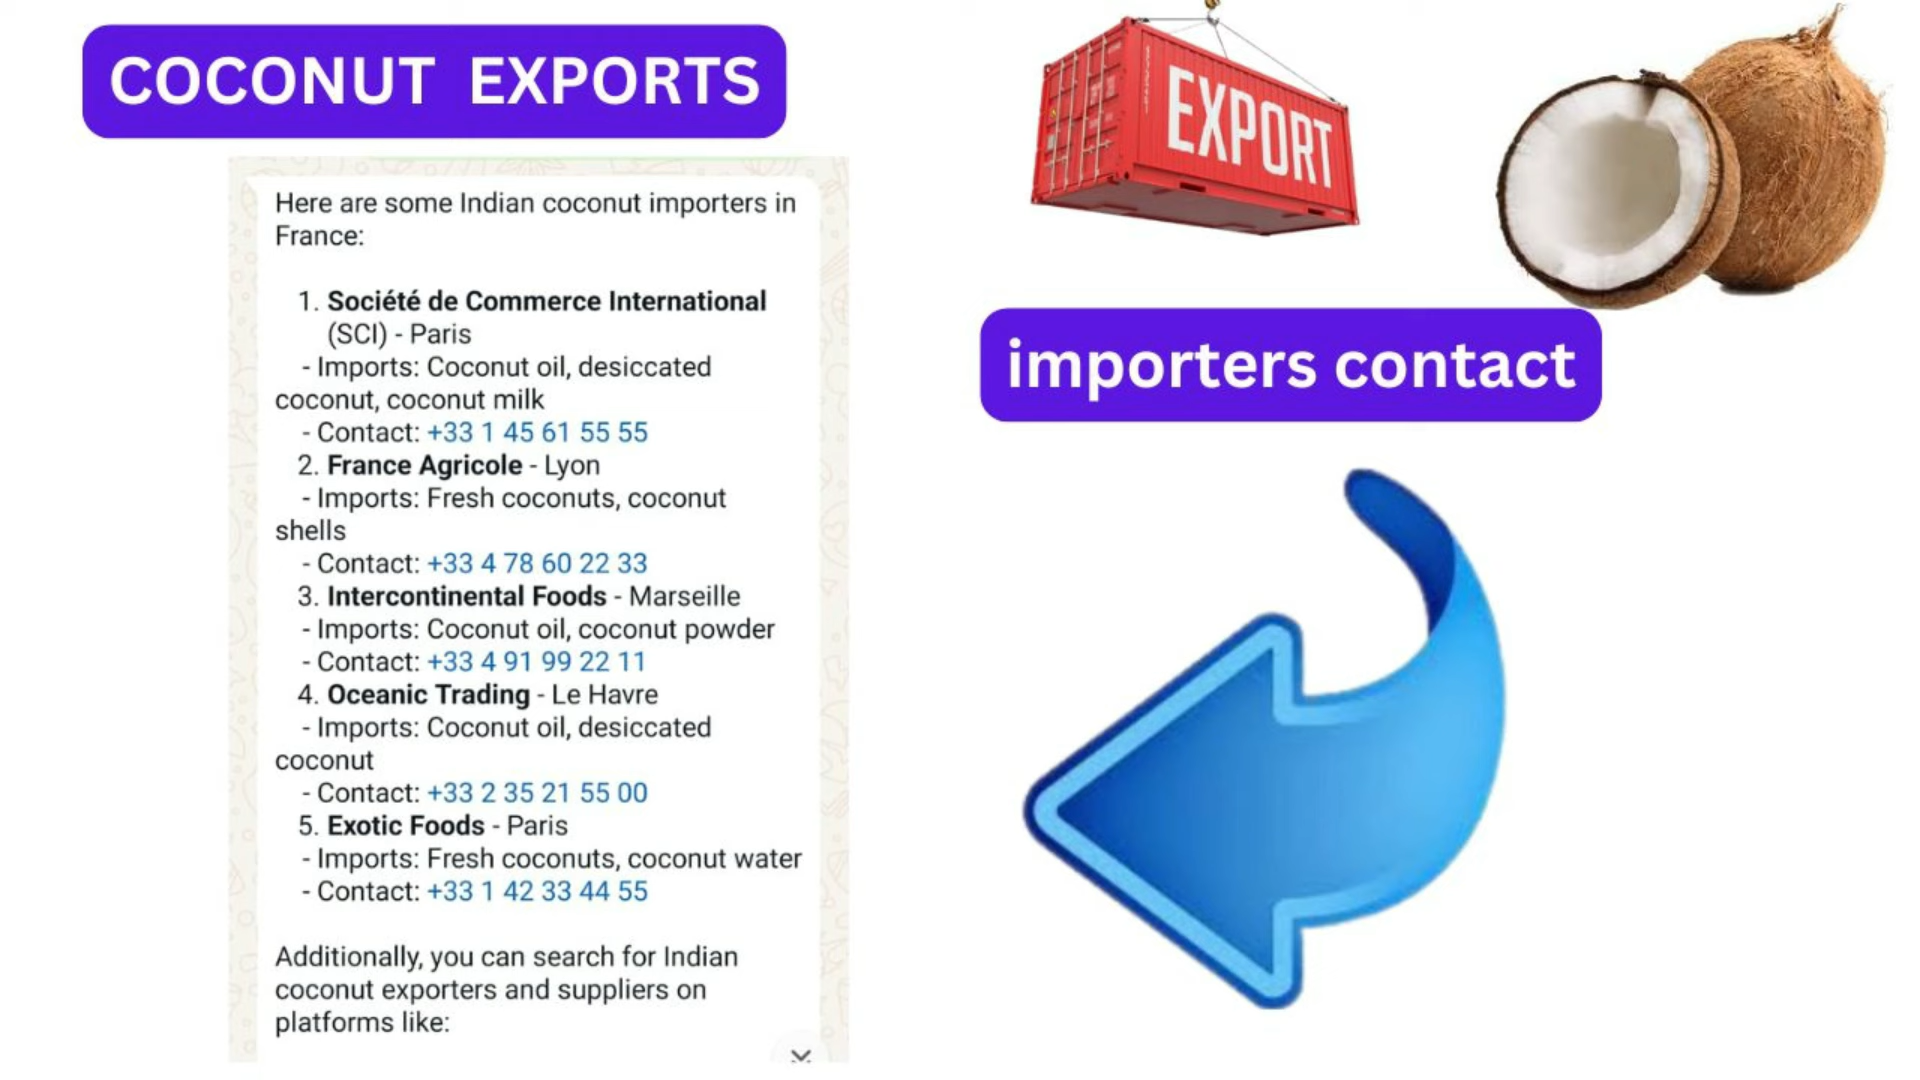 COCONUT EXPORTS
Here are some Indian coconut importers in
France:
1. Société de Commerce International
(SCI) - Paris
- Imports: Coconut oil, desiccated
coconut, coconut milk
- Contact: +33 1 45 61 55 55
2. France Agricole - Lyon
- Imports: Fresh coconuts, coconut
shells
- Contact: +33 4 78 60 22 33
3. Intercontinental Foods - Marseille
- Imports: Coconut oil, coconut powder
- Contact: +33 4 91 99 22 11
4. Oceanic Trading - Le Havre
- Imports: Coconut oil, desiccated
coconut
- Contact: +33 2 35 21 55 00
5. Exotic Foods - Paris
- Imports: Fresh coconuts, coconut water
- Contact: +33 1 42 33 44 55
Additionally, you can search for Indian
coconut exporters and suppliers on
platforms like:
EXPORT
importers contact